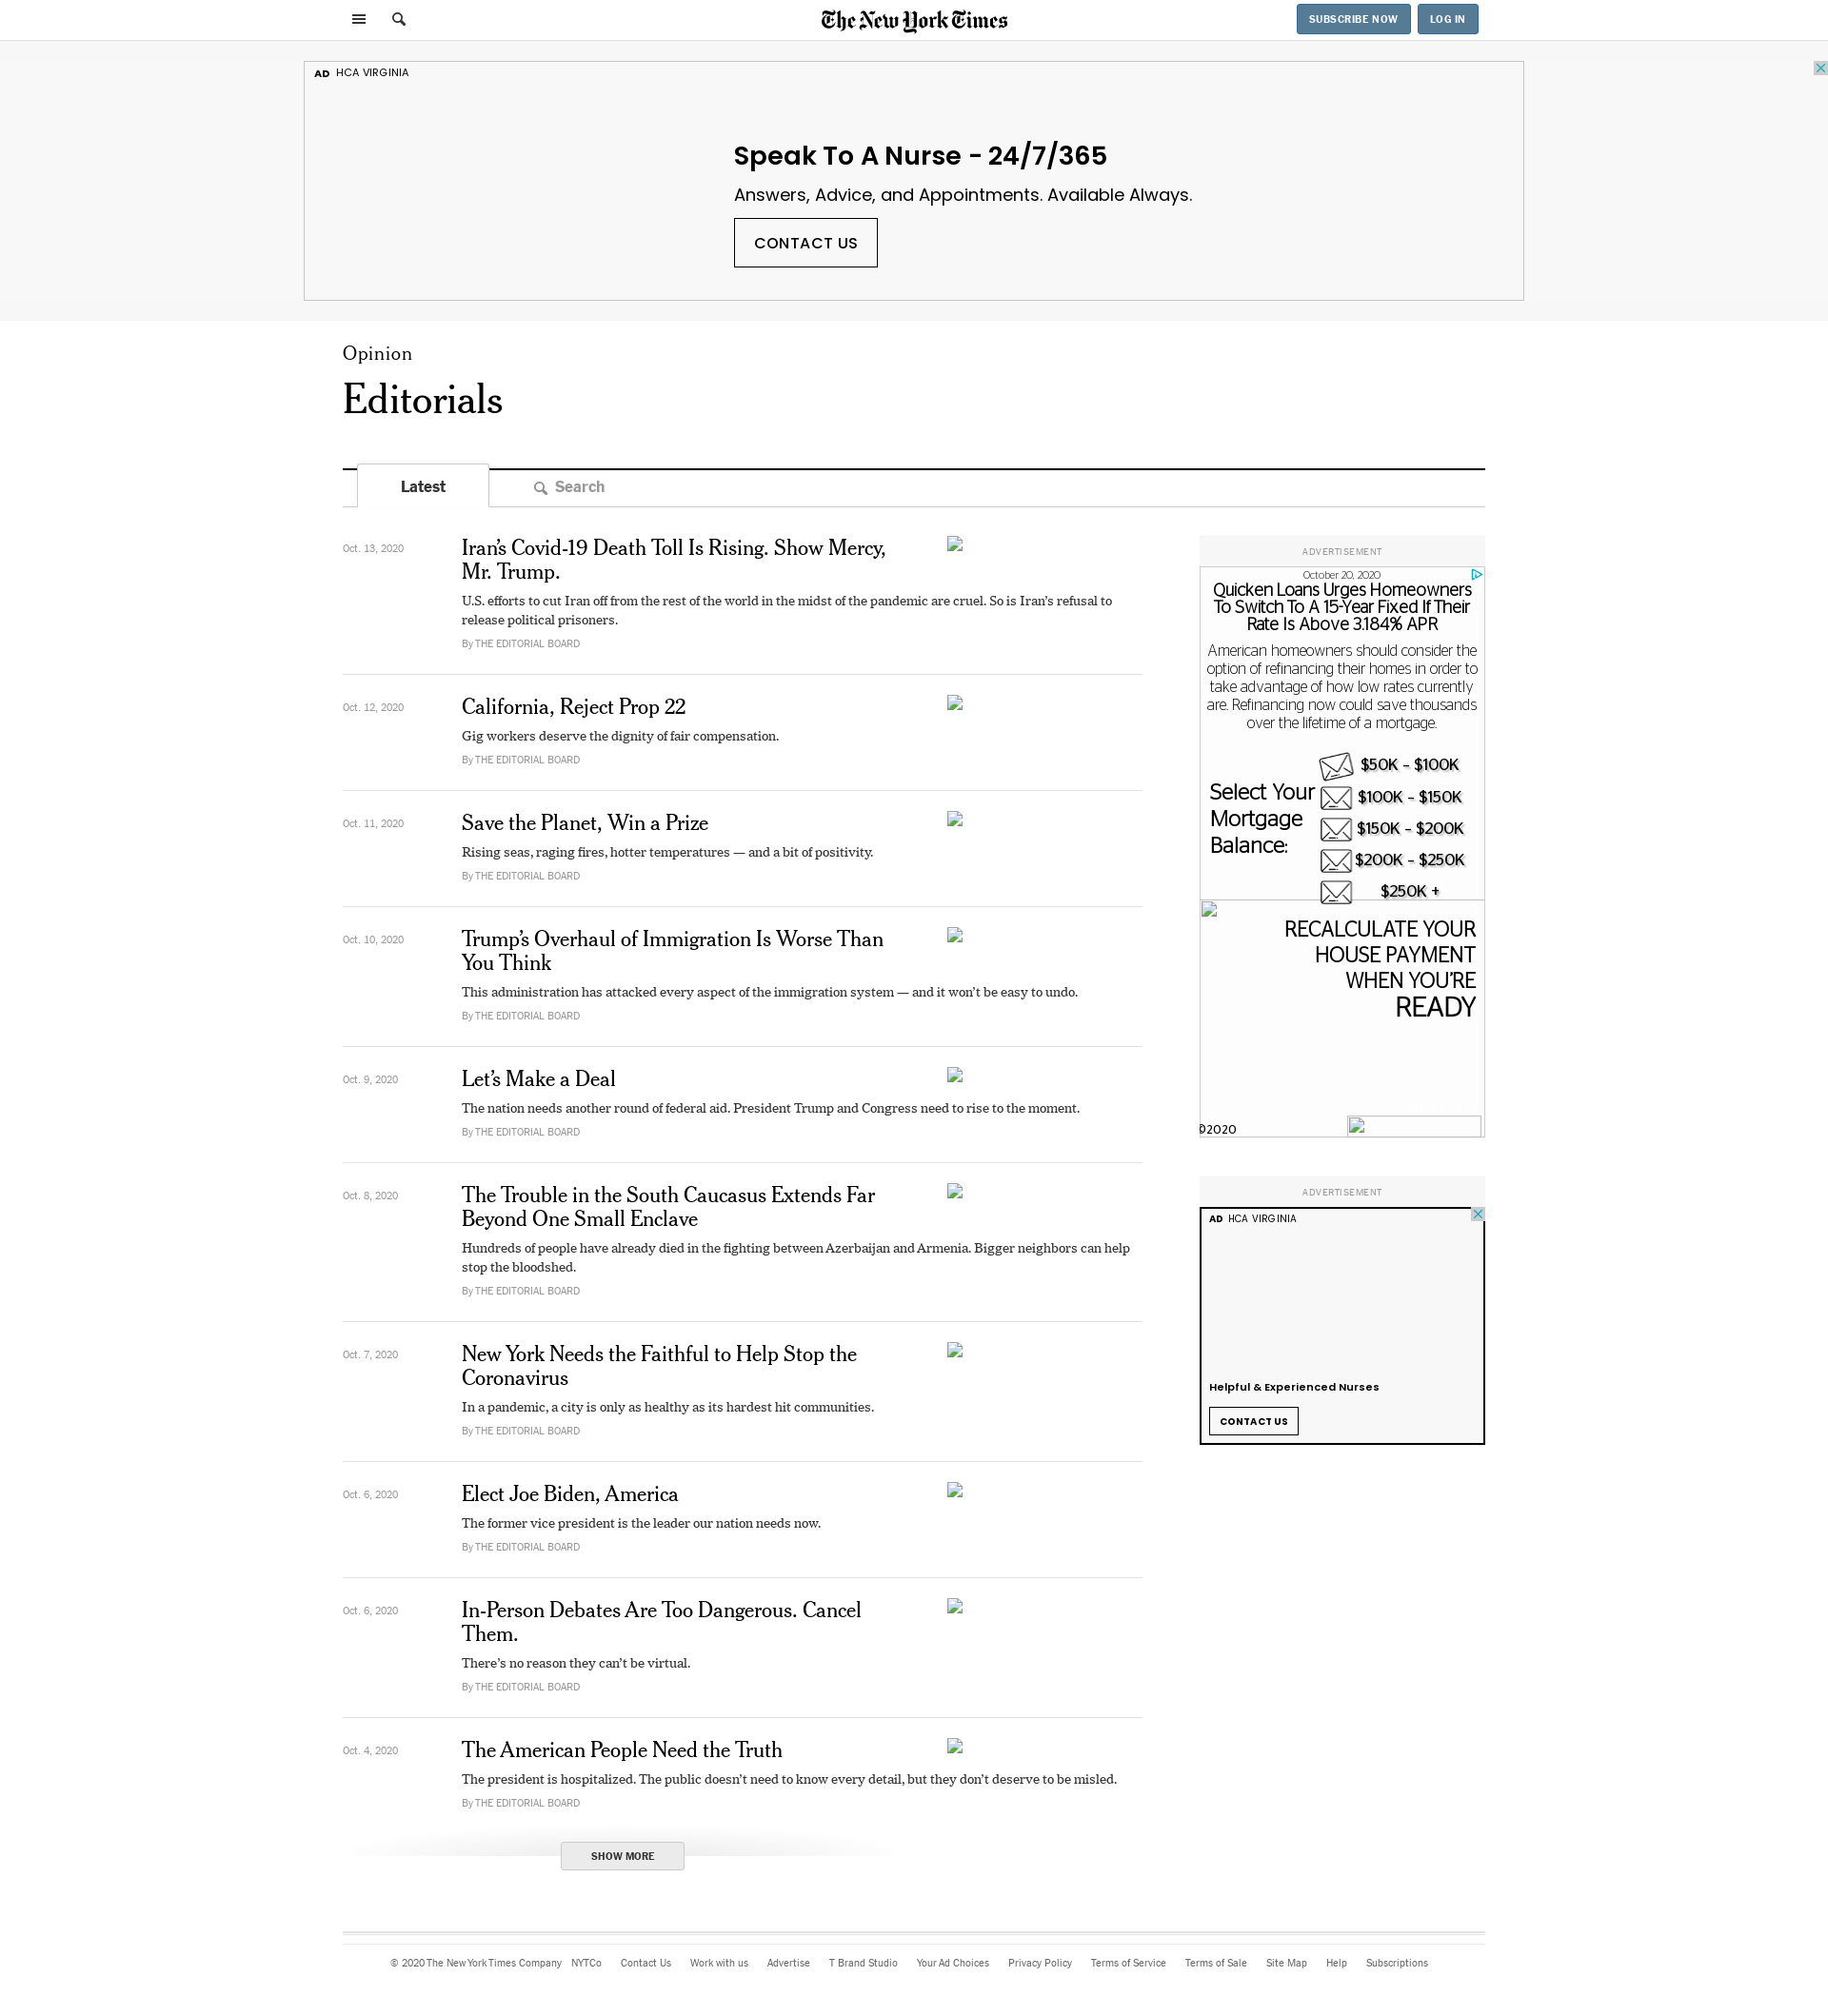 The New York Times
SUBSCRIBE NOW
LOG IN
AD HCA VIRGINIA
Speak To A Nurse - 24/7/365
Answers, Advice, and Appointments. Available Always.
CONTACT US
Opinion
Editorials
Latest
Search
Oct. 13, 2020
Iran’s Covid-19 Death Toll Is Rising. Show Mercy,
Mr. Trump.
U.S. efforts to cut Iran off from the rest of the world in the midst of the pandemic are cruel. So is Iran’s refusal to
release political prisoners.
By THE EDITORIAL BOARD
Oct. 12, 2020
California, Reject Prop 22
Gig workers deserve the dignity of fair compensation.
By THE EDITORIAL BOARD
Oct. 11, 2020
Save the Planet, Win a Prize
Rising seas, raging fires, hotter temperatures — and a bit of positivity.
By THE EDITORIAL BOARD
Oct. 10, 2020
Trump’s Overhaul of Immigration Is Worse Than
You Think
This administration has attacked every aspect of the immigration system — and it won’t be easy to undo.
By THE EDITORIAL BOARD
Oct. 9, 2020
Let’s Make a Deal
The nation needs another round of federal aid. President Trump and Congress need to rise to the moment.
By THE EDITORIAL BOARD
Oct. 8, 2020
The Trouble in the South Caucasus Extends Far
Beyond One Small Enclave
Hundreds of people have already died in the fighting between Azerbaijan and Armenia. Bigger neighbors can help
stop the bloodshed.
By THE EDITORIAL BOARD
Oct. 7, 2020
New York Needs the Faithful to Help Stop the
Coronavirus
In a pandemic, a city is only as healthy as its hardest hit communities.
By THE EDITORIAL BOARD
Oct. 6, 2020
Elect Joe Biden, America
The former vice president is the leader our nation needs now.
By THE EDITORIAL BOARD
Oct. 6, 2020
In-Person Debates Are Too Dangerous. Cancel
Them.
There’s no reason they can’t be virtual.
By THE EDITORIAL BOARD
Oct. 4, 2020
The American People Need the Truth
The president is hospitalized. The public doesn’t need to know every detail, but they don’t deserve to be misled.
By THE EDITORIAL BOARD
SHOW MORE
ADVERTISEMENT
October 20, 2020
Quicken Loans Urges Homeowners
To Switch To A 15-Year Fixed If Their
Rate Is Above 3.184% APR
American homeowners should consider the
option of refinancing their homes in order to
take advantage of how low rates currently
are. Refinancing now could save thousands
over the lifetime of a mortgage.
Select Your
Mortgage
Balance:
$50K - $100K
$100K - $150K
$150K - $200K
$200K - $250K
$250K +
RECALCULATE YOUR
HOUSE PAYMENT
WHEN YOU'RE
READY
©2020
ADVERTISEMENT
AD HCA VIRGINIA
Helpful & Experienced Nurses
CONTACT US
© 2020 The New York Times Company NYTCo Contact Us Work with us Advertise T Brand Studio Your Ad Choices Privacy Policy Terms of Service Terms of Sale Site Map Help Subscriptions